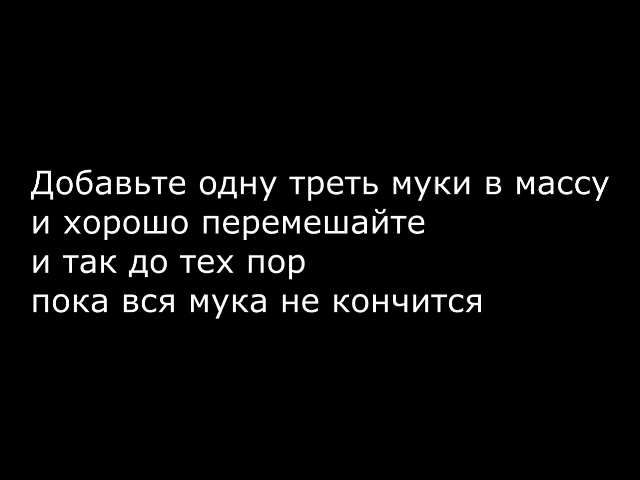 Добавьте одну треть муки в массу
и хорошо перемешайте
и так до тех пор
пока вся мука не кончится